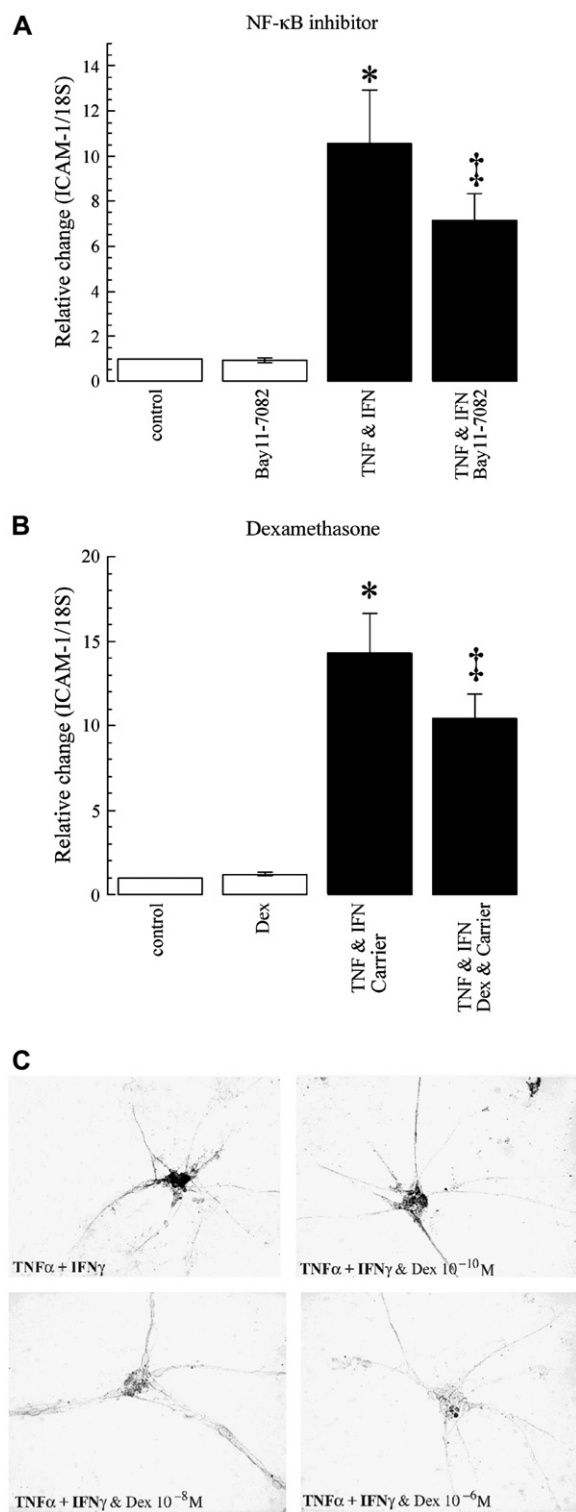 A
NF-κB inhibitor
Relative change (ICAM-1/18S)
14
12
10
8
6
4
2
0
*
‡
control
Bay11-7082
TNF & IFN
TNF & IFN
Bay11-7082
B
Dexamethasone
Relative change (ICAM-1/18S)
20
15
10
5
0
*
‡
control
Dex
TNF & IFN
Carrier
TNF & IFN
Dex & Carrier
C
TNFα + IFNγ
TNFα + IFNγ & Dex 10⁻¹⁰M
TNFα + IFNγ & Dex 10⁻⁸M
TNFα + IFNγ & Dex 10⁻⁶M